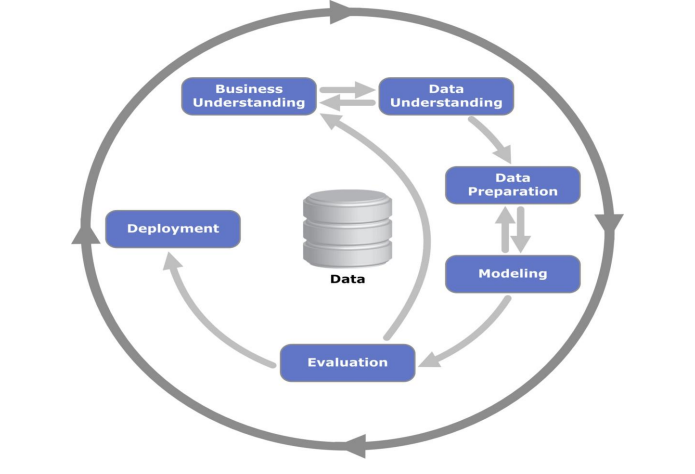 Business
Understanding
Data
Understanding
Data
Preparation
Deployment
Modeling
Data
Evaluation